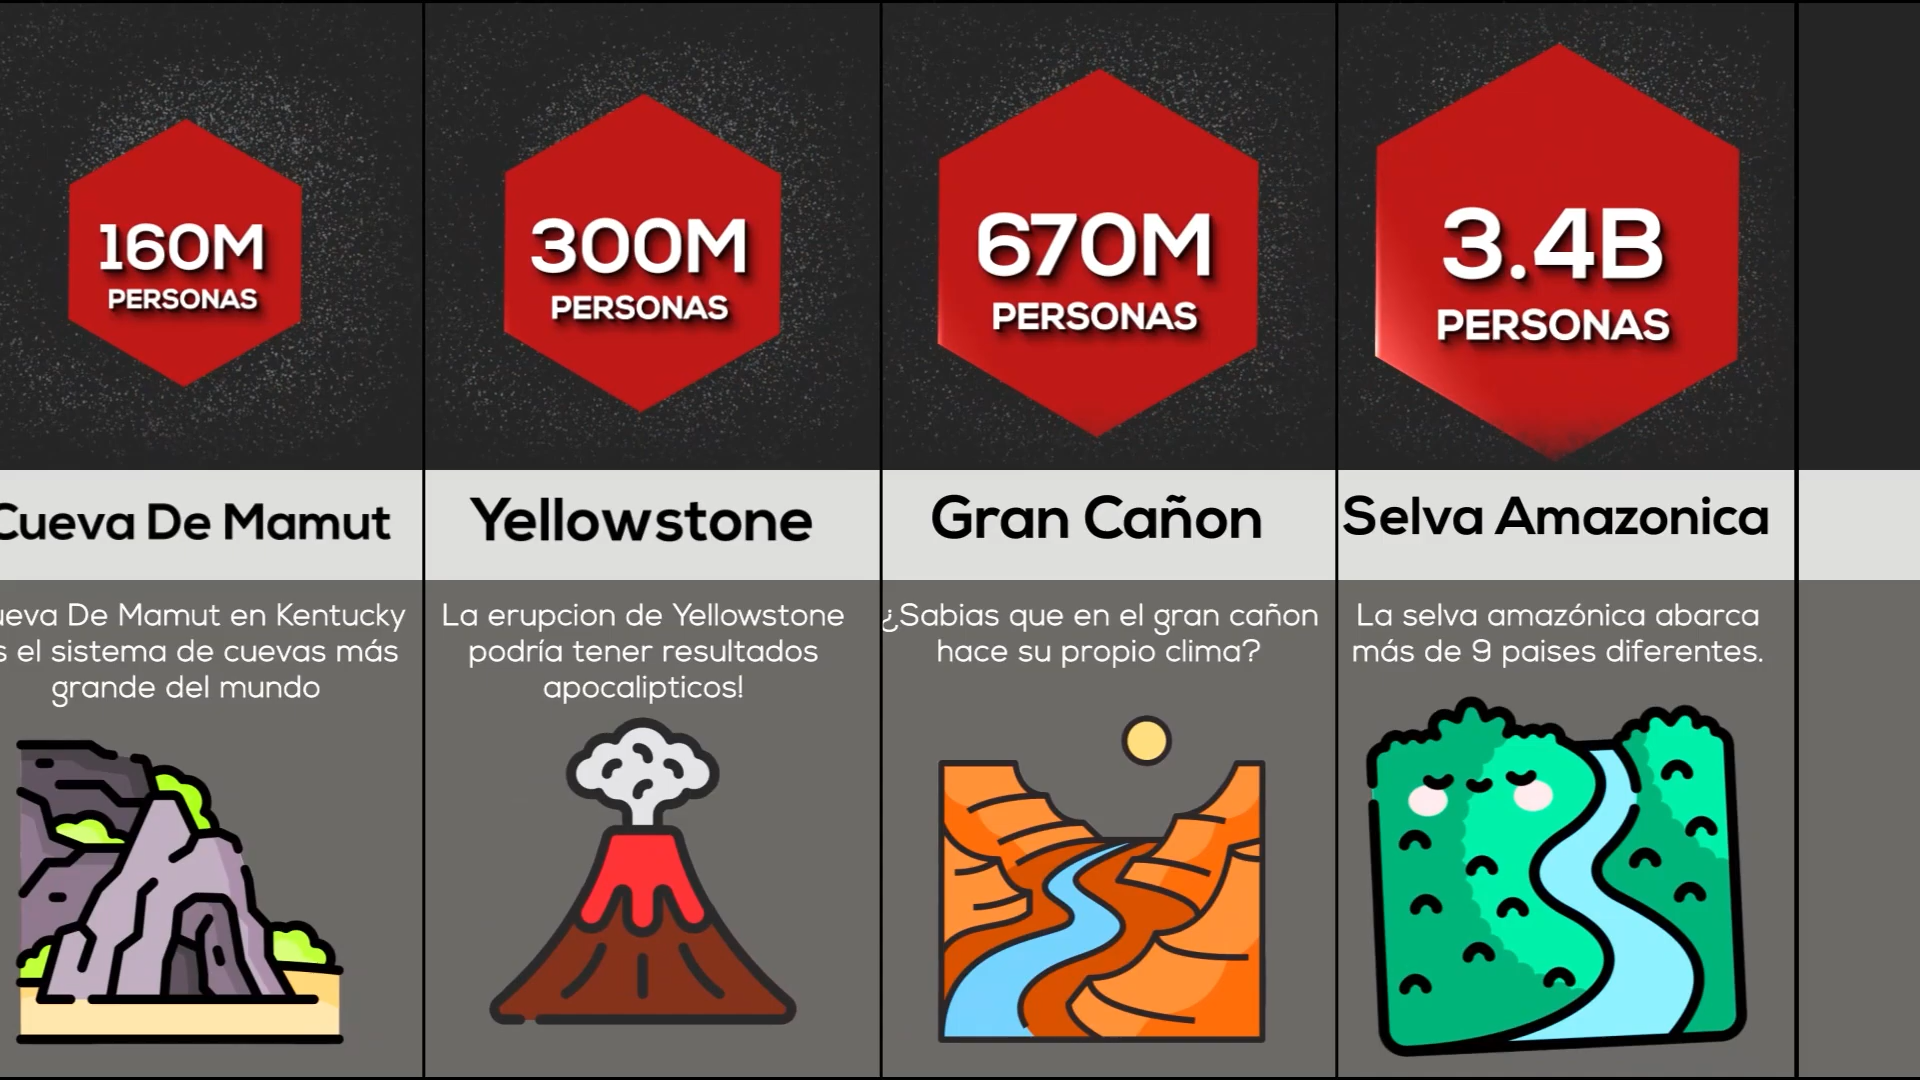 160M
PERSONAS
Cueva De Mamut
De Mamut en Kentucky
el sistema de cuevas más
grande del mundo
300M
PERSONAS
Yellowstone
La erupcion de Yellowstone
podría tener resultados
apocalipticos!
670M
PERSONAS
Gran Cañon
¿Sabias que en el gran cañon
hace su propio clima?
3.4B
PERSONAS
Selva Amazonica
La selva amazónica abarca
más de 9 paises diferentes.